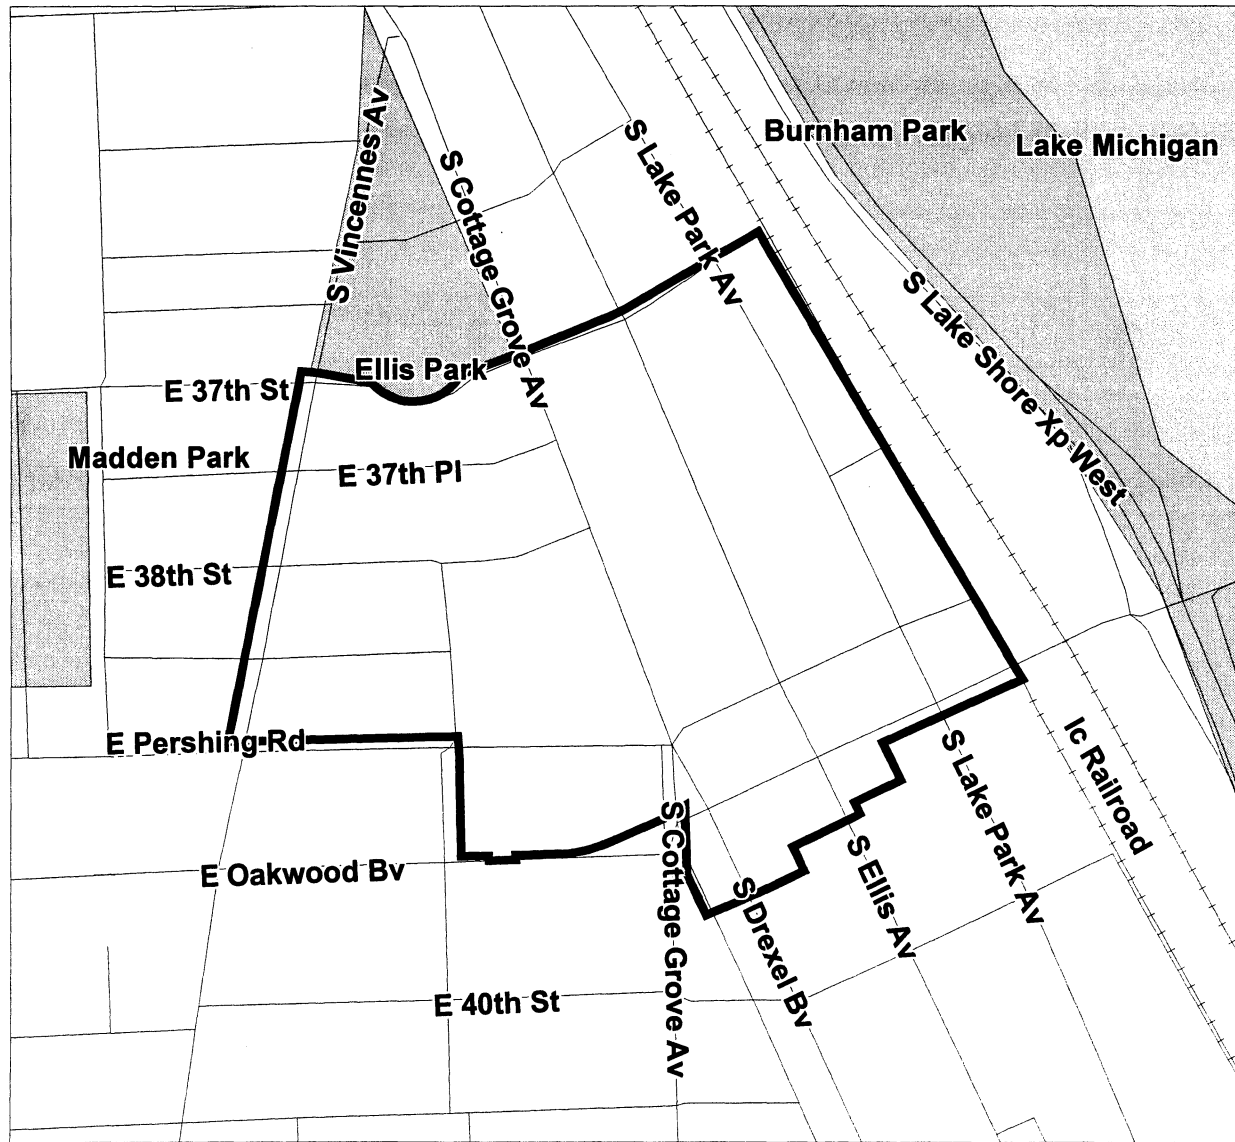 Burnham Park
Lake Michigan
S Vincennes Av
S Cottage Grove Av
S Lake Park Av
S Lake Shore Xp West
Ellis Park
E 37th St
Madden Park
E 37th Pl
E 38th St
E Pershing Rd
Ic Railroad
S Lake Park Av
E Oakwood Bv
S Cottage Grove Av
S Drexel Bv
S Ellis Av
E 40th St